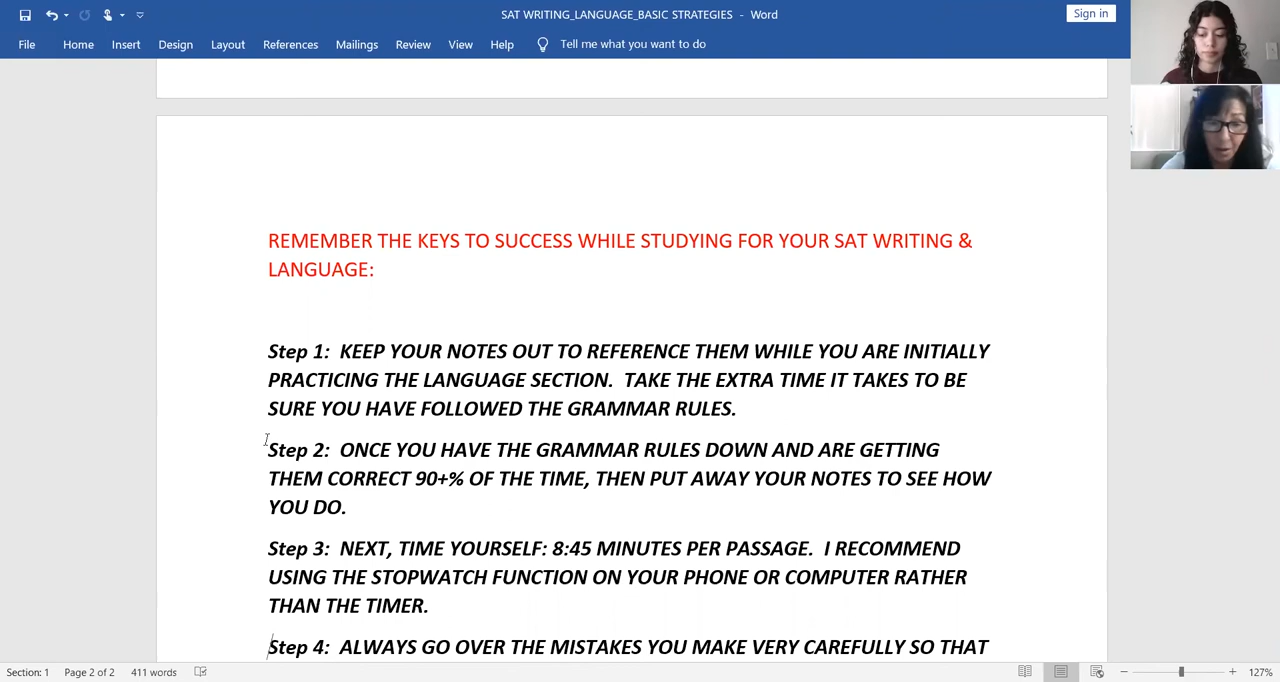 SAT WRITING_LANGUAGE_BASIC STRATEGIES - Word
Sign in
File Home Insert Design Layout References Mailings Review View Help Tell me what you want to do
REMEMBER THE KEYS TO SUCCESS WHILE STUDYING FOR YOUR SAT WRITING &
LANGUAGE:
Step 1: KEEP YOUR NOTES OUT TO REFERENCE THEM WHILE YOU ARE INITIALLY
PRACTICING THE LANGUAGE SECTION. TAKE THE EXTRA TIME IT TAKES TO BE
SURE YOU HAVE FOLLOWED THE GRAMMAR RULES.
Step 2: ONCE YOU HAVE THE GRAMMAR RULES DOWN AND ARE GETTING
THEM CORRECT 90+% OF THE TIME, THEN PUT AWAY YOUR NOTES TO SEE HOW
YOU DO.
Step 3: NEXT, TIME YOURSELF: 8:45 MINUTES PER PASSAGE. I RECOMMEND
USING THE STOPWATCH FUNCTION ON YOUR PHONE OR COMPUTER RATHER
THAN THE TIMER.
Step 4: ALWAYS GO OVER THE MISTAKES YOU MAKE VERY CAREFULLY SO THAT
Section: 1 Page 2 of 2 411 words 127%